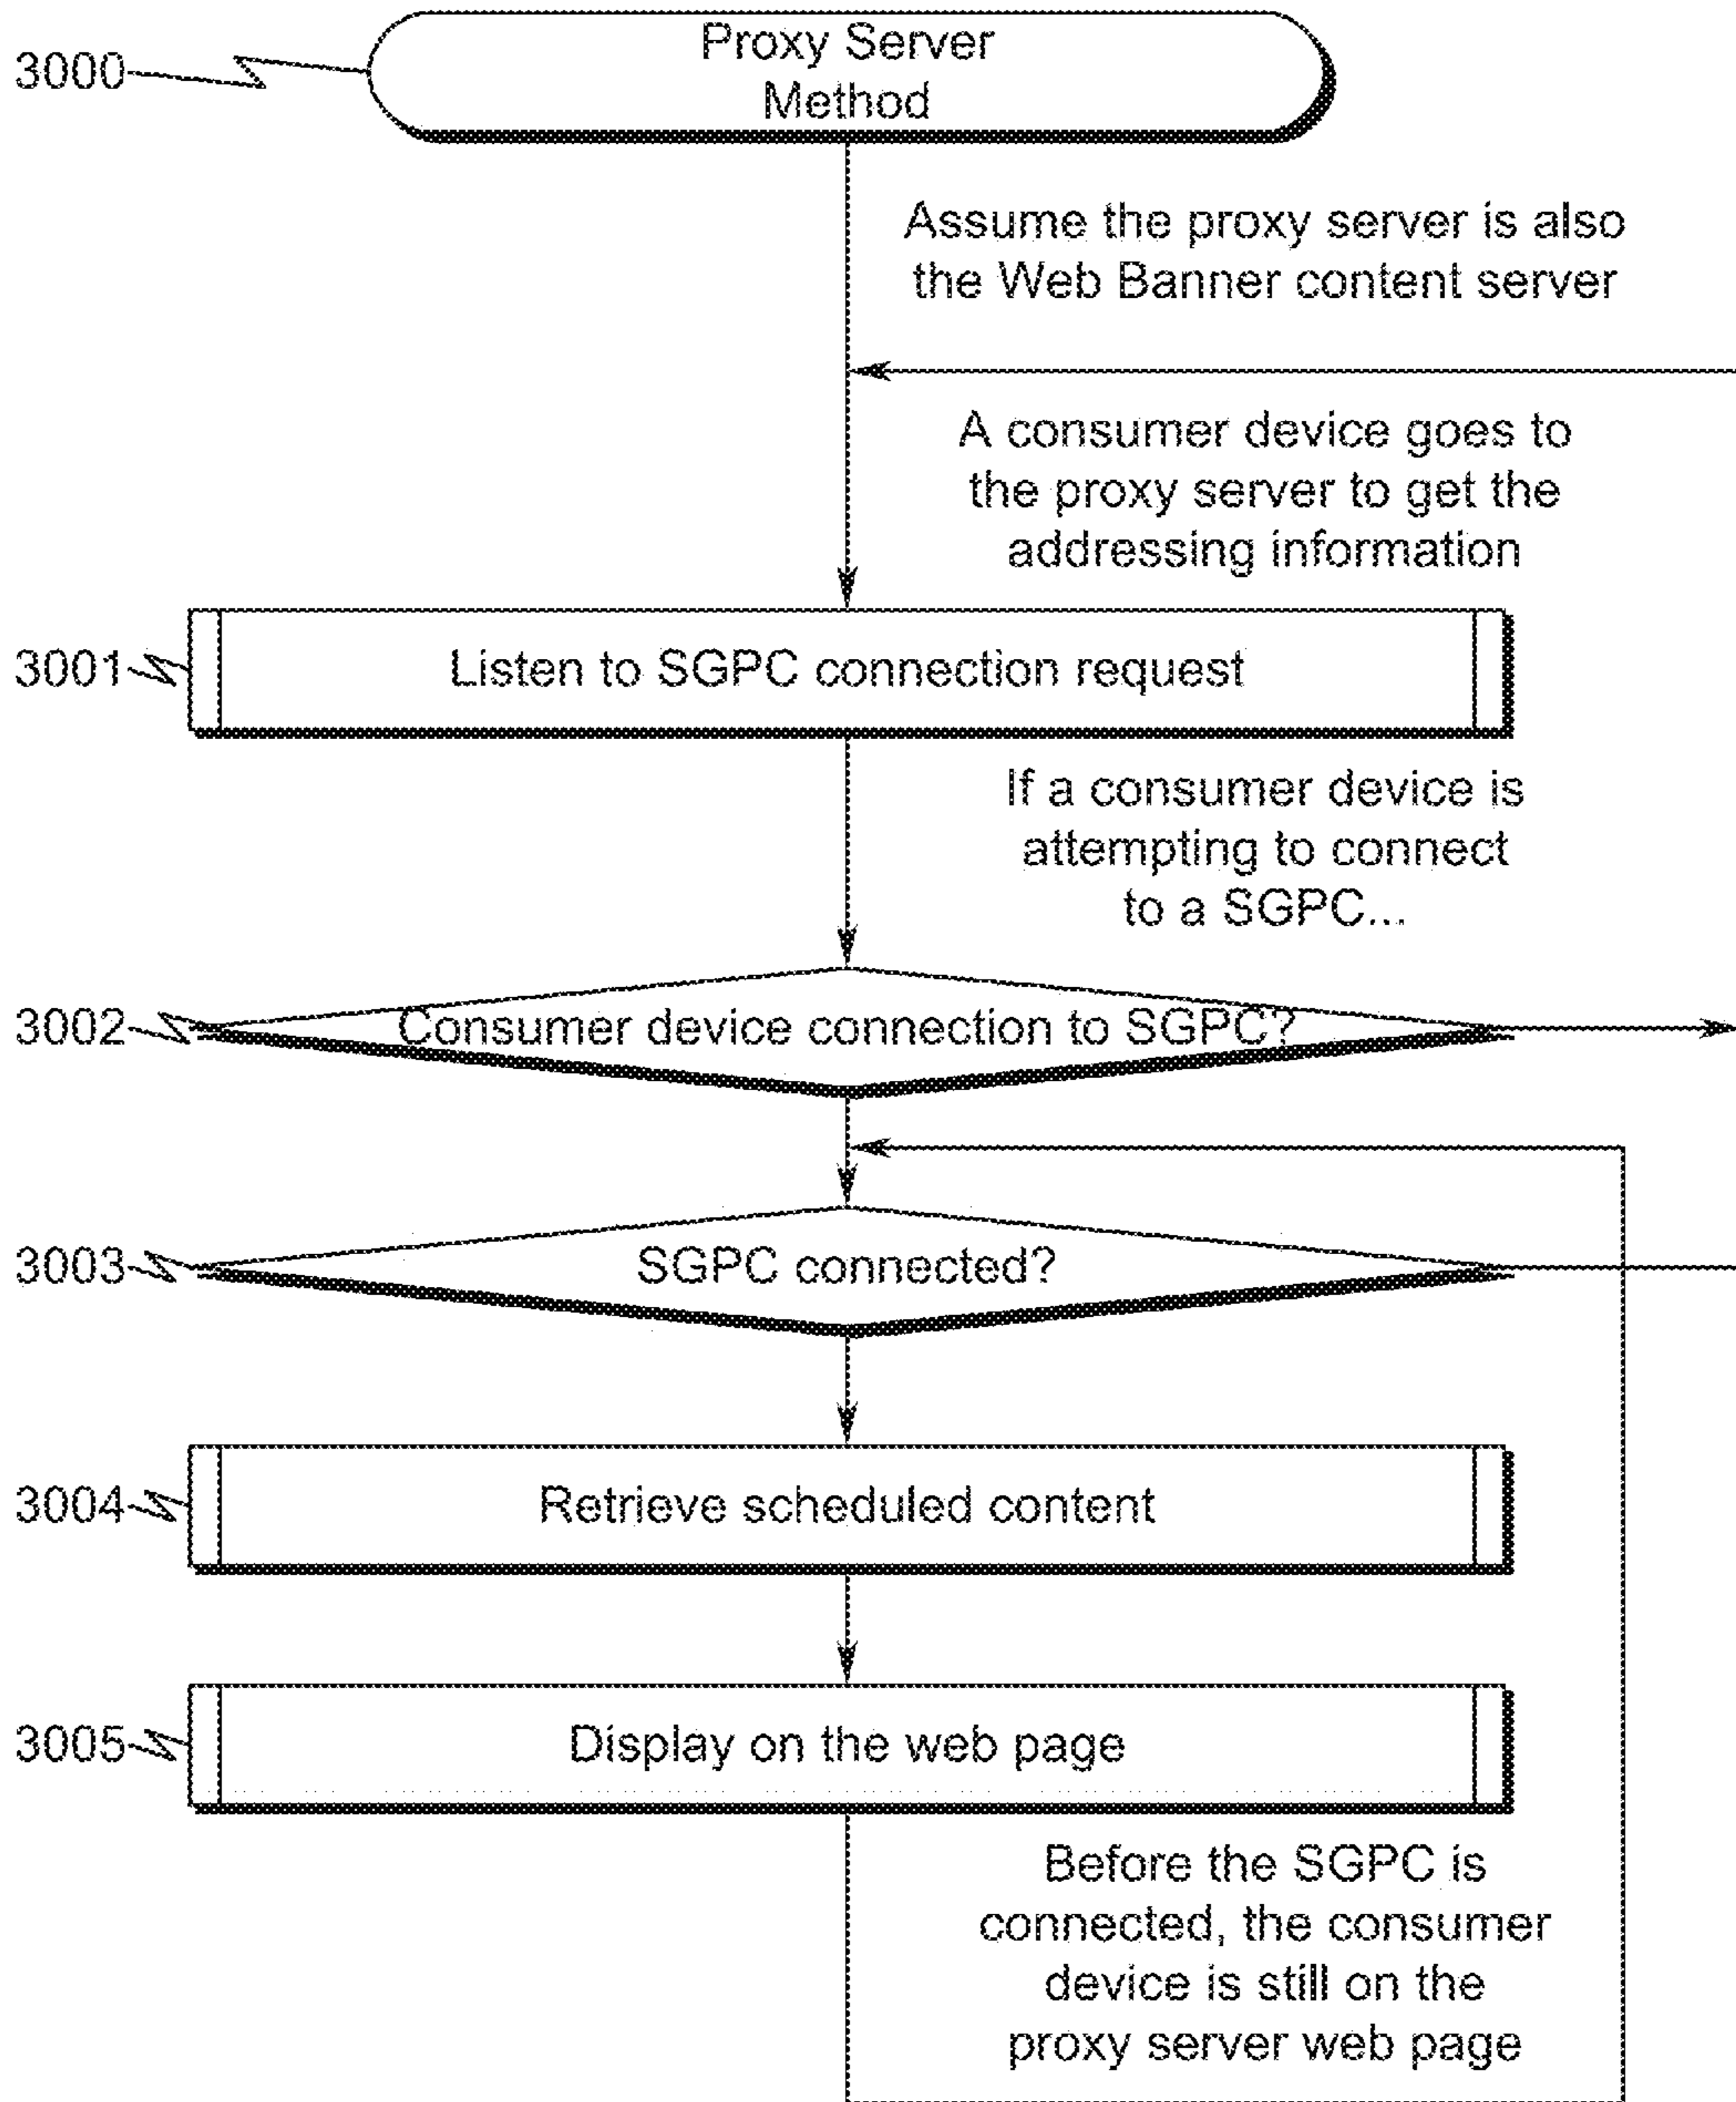 3000
Proxy Server
Method
Assume the proxy server is also
the Web Banner content server
A consumer device goes to
the proxy server to get the
addressing information
3001
Listen to SGPC connection request
If a consumer device is
attempting to connect
to a SGPC...
3002
Consumer device connection to SGPC?
3003
SGPC connected?
3004
Retrieve scheduled content
3005
Display on the web page
Before the SGPC is
connected, the consumer
device is still on the
proxy server web page